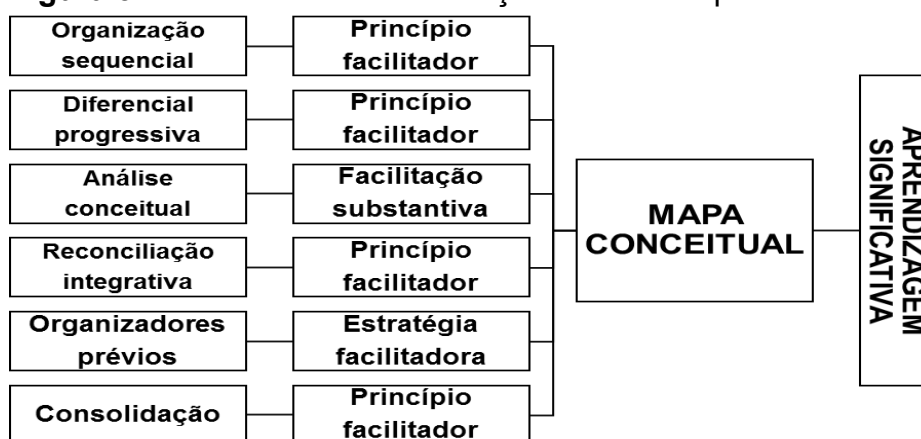 Organização
sequencial
Princípio
facilitador
Diferencial
progressiva
Princípio
facilitador
Análise
conceitual
Facilitação
substantiva
Reconciliação
integrativa
Princípio
facilitador
Organizadores
prévios
Estratégia
facilitadora
Consolidação
Princípio
facilitador
MAPA
CONCEITUAL
APRENDIZAGEM
SIGNIFICATIVA